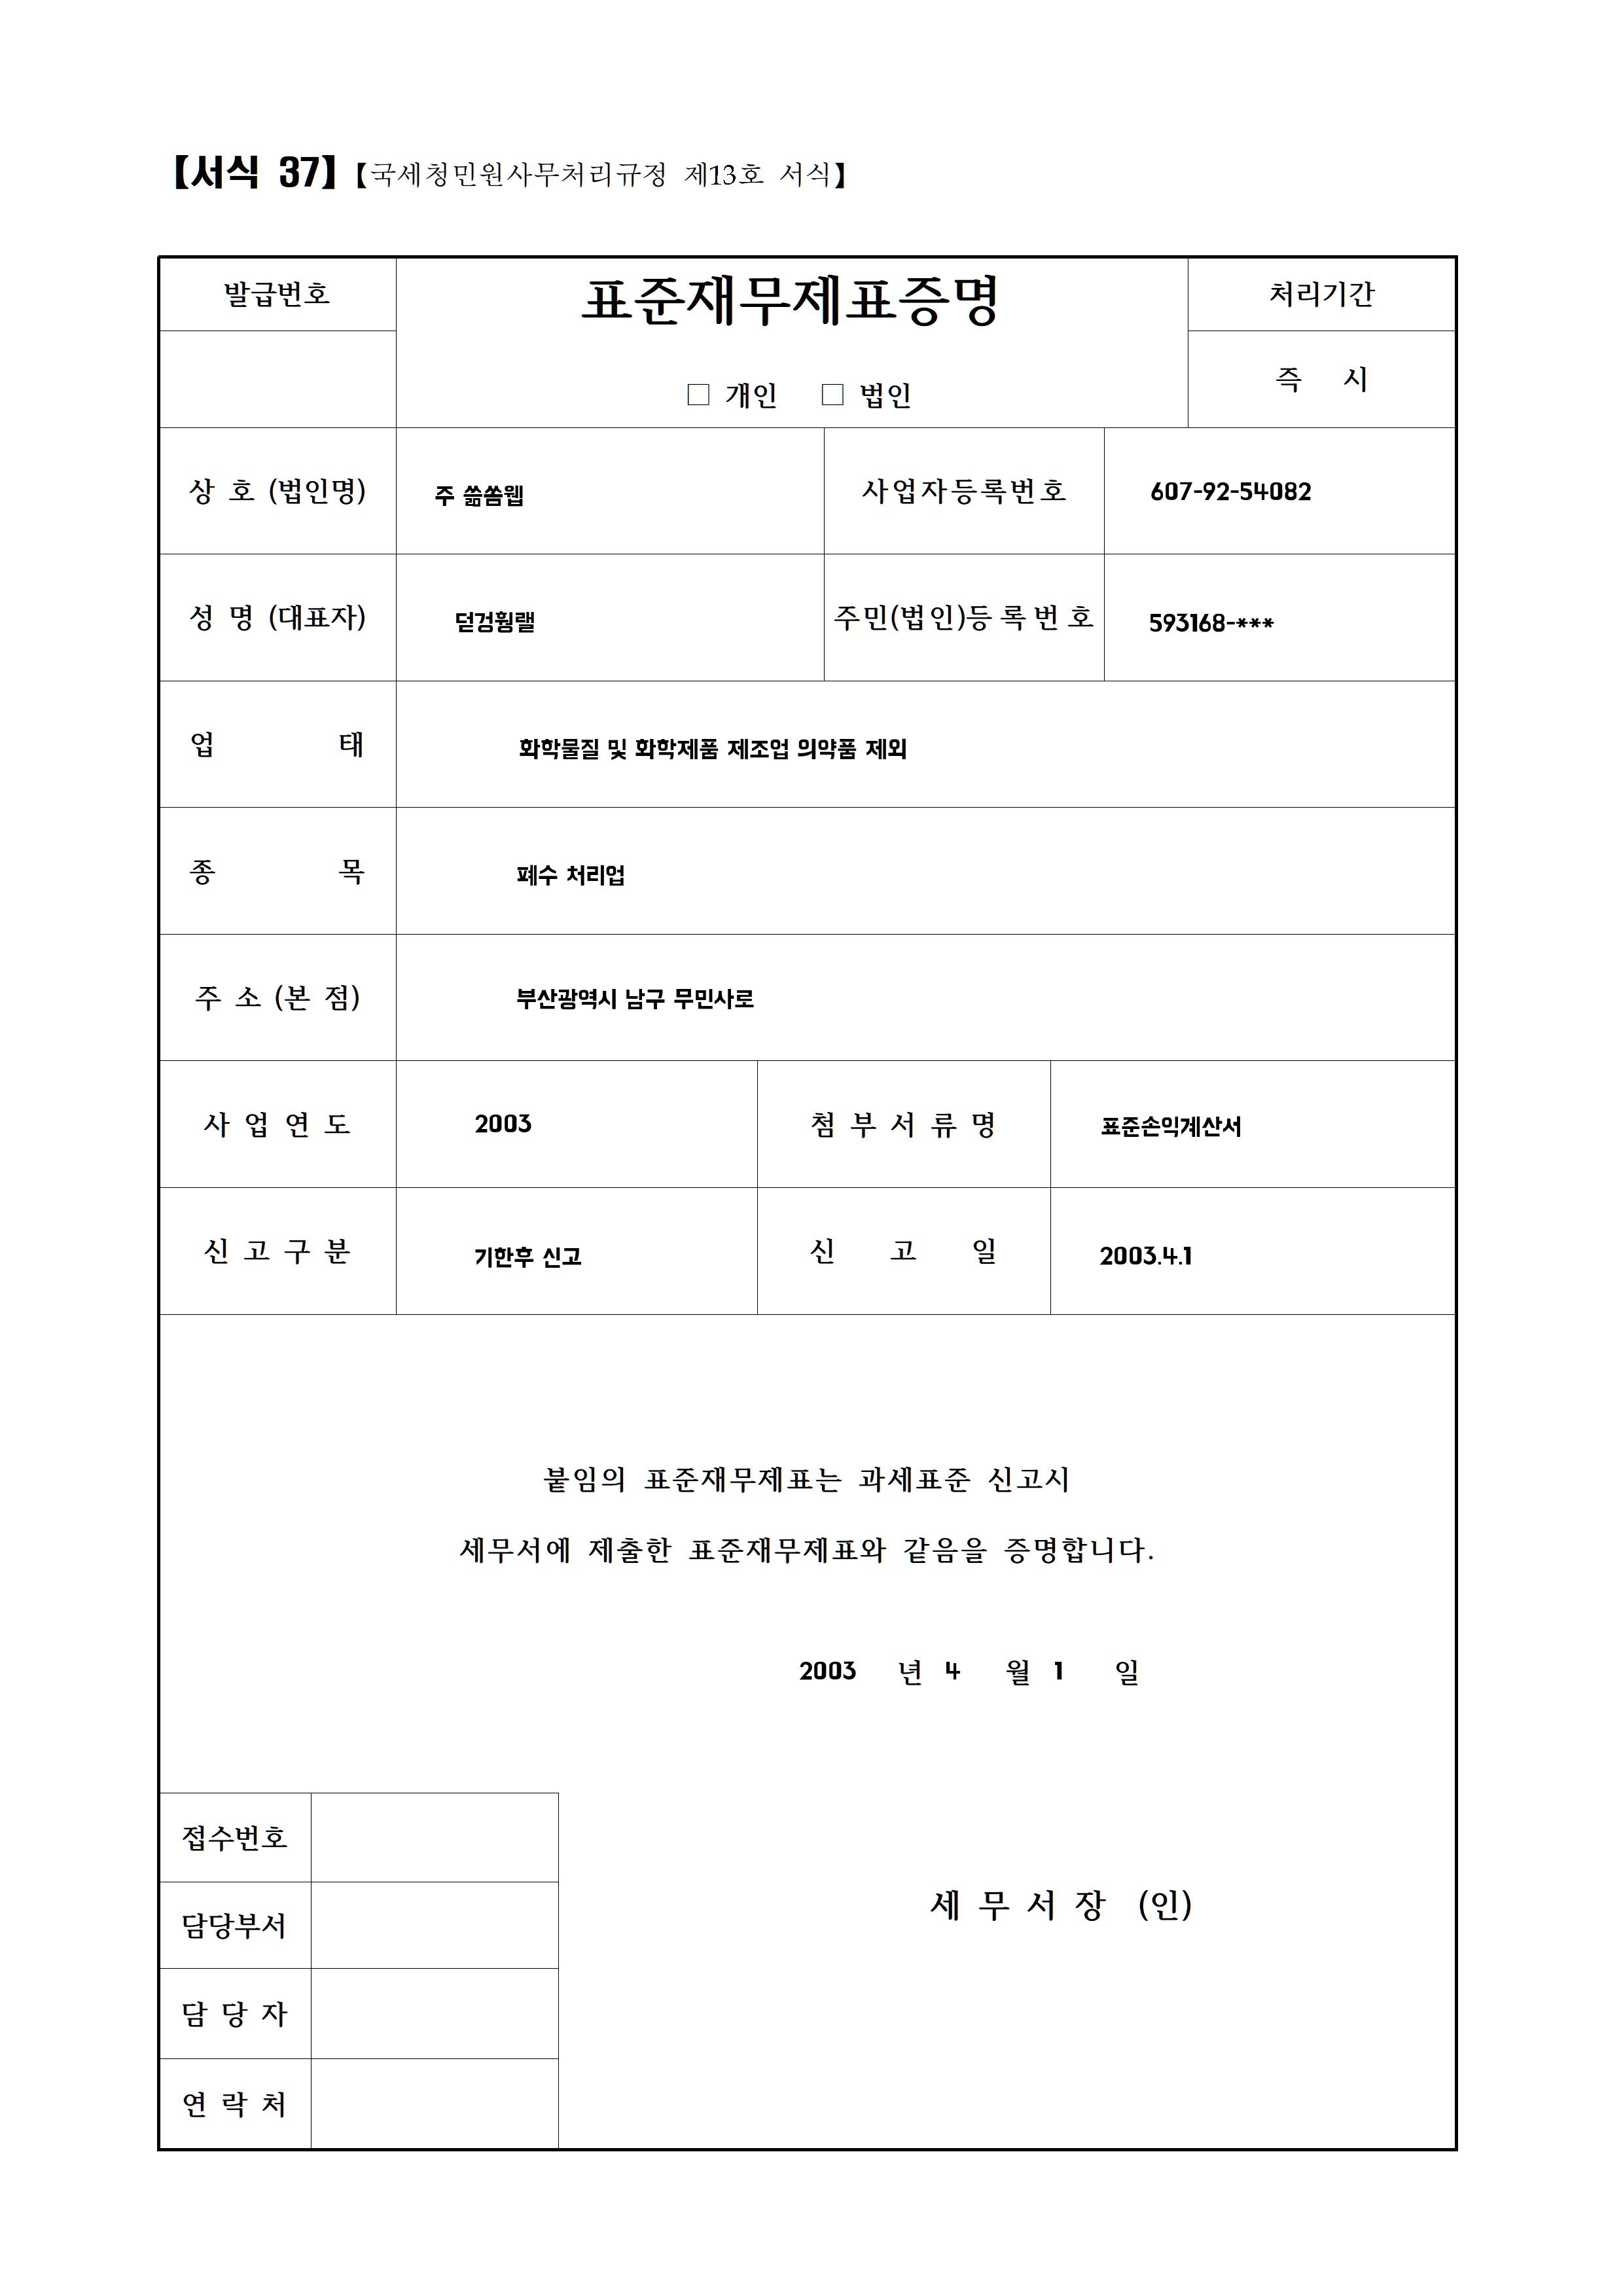 【서식 37】【국세청민원사무처리규정 제13호 서식】
발급번호
표준재무제표증명
처리기간
즉 시
□ 개인 □ 법인
상 호 (법인명) 주 쓺쏨웹 사업자등록번호 607-92-54082
성 명 (대표자) 덛겅훰랠 주민(법인)등록번호 593168-***
업 태 화학물질 및 화학제품 제조업 의약품 제외
종 목 폐수 처리업
주 소 (본 점) 부산광역시 남구 무민사로
사 업 연 도 2003 첨 부 서 류 명 표준손익계산서
신 고 구 분 기한후 신고 신 고 일 2003.4.1
붙임의 표준재무제표는 과세표준 신고시
세무서에 제출한 표준재무제표와 같음을 증명합니다.
2003 년 4 월 1 일
접수번호
담당부서
세 무 서 장 (인)
담 당 자
연 락 처